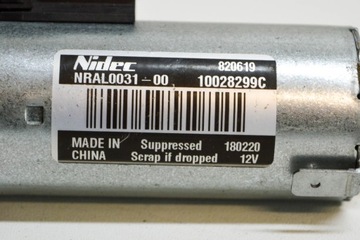 Nidec 820619
NRAL0031-00 10028299C
MADE IN Suppressed 180220
CHINA Scrap if dropped 12V